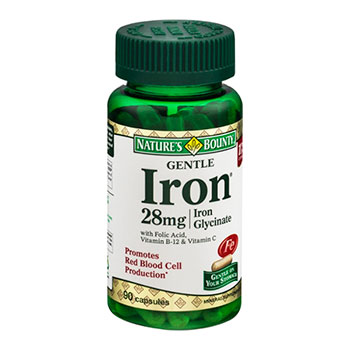 NATURE'S BOUNTY®
GENTLE
Iron®
28mg
Iron
Glycinate
with Folic Acid,
Vitamin B-12 & Vitamin C
Promotes
Red Blood Cell
Production*
Fe
GENTLE ON
YOUR STOMACH
90 capsules